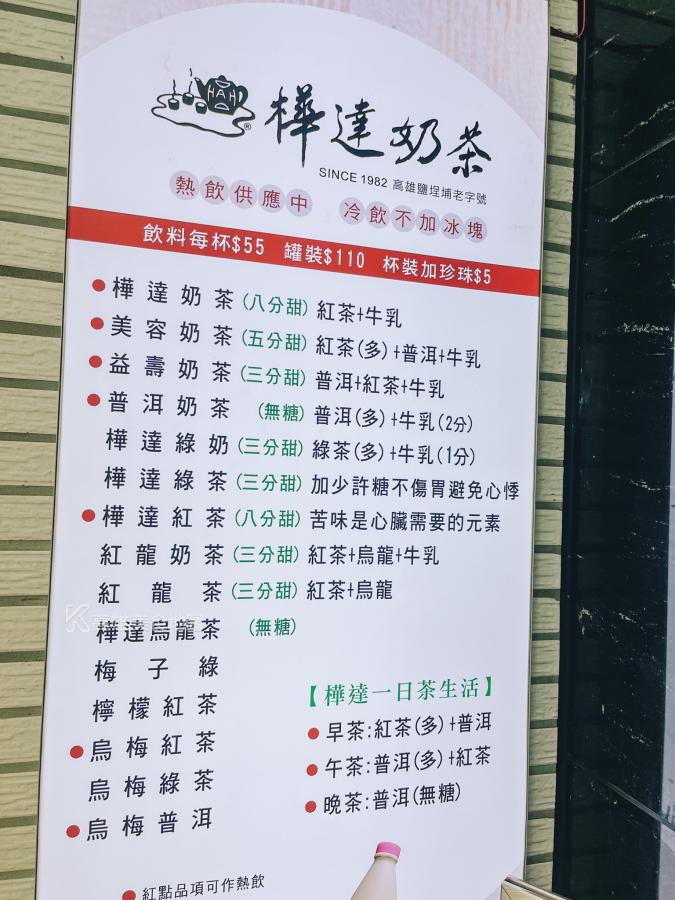 HAH®
樺達奶茶
SINCE 1982 高雄鹽埕埔老字號
熱飲供應中 冷飲不加冰塊
飲料每杯$55 罐裝$110 杯裝加珍珠$5
● 樺達奶茶 (八分甜) 紅茶+牛乳
● 美容奶茶 (五分甜) 紅茶(多)+普洱+牛乳
● 益壽奶茶 (三分甜) 普洱+紅茶+牛乳
● 普洱奶茶 (無糖) 普洱(多)+牛乳(2分)
樺達綠奶 (三分甜) 綠茶(多)+牛乳(1分)
樺達綠茶 (三分甜) 加少許糖不傷胃避免心悸
● 樺達紅茶 (八分甜) 苦味是心臟需要的元素
紅龍奶茶 (三分甜) 紅茶+烏龍+牛乳
紅龍茶 (三分甜) 紅茶+烏龍
樺達烏龍茶 (無糖)
梅子綠
檸檬紅茶
● 烏梅紅茶
烏梅綠茶
● 烏梅普洱
● 紅點品項可作熱飲
【樺達一日茶生活】
● 早茶:紅茶(多)+普洱
● 午茶:普洱(多)+紅茶
● 晚茶:普洱(無糖)